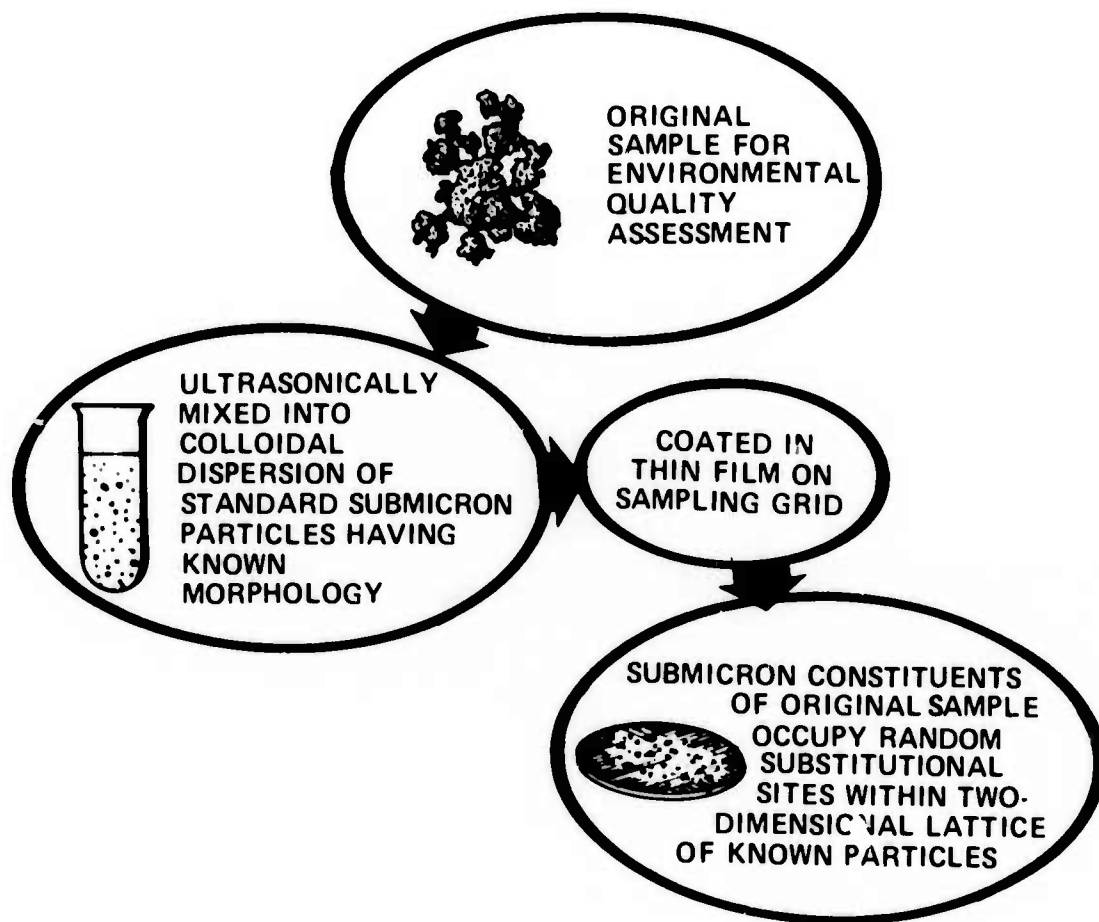 ORIGINAL
SAMPLE FOR
ENVIRONMENTAL
QUALITY
ASSESSMENT
ULTRASONICALLY
MIXED INTO
COLLOIDAL
DISPERSION OF
STANDARD SUBMICRON
PARTICLES HAVING
KNOWN
MORPHOLOGY
COATED IN
THIN FILM ON
SAMPLING GRID
SUBMICRON CONSTITUENTS
OF ORIGINAL SAMPLE
OCCUPY RANDOM
SUBSTITUTIONAL
SITES WITHIN TWO-
DIMENSIONAL LATTICE
OF KNOWN PARTICLES